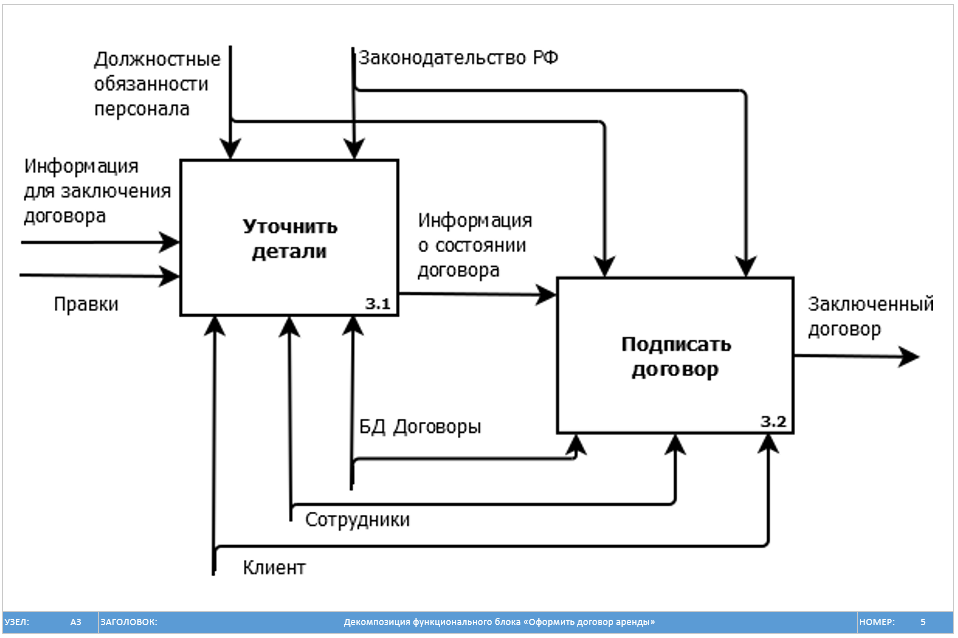 Должностные
обязанности
персонала
Законодательство РФ
Информация
для заключения
договора
Правки
Уточнить
детали
3.1
Информация
о состоянии
договора
Подписать
договор
3.2
Заключенный
договор
БД Договоры
Сотрудники
Клиент
УЗЕЛ: А3 ЗАГОЛОВОК: Декомпозиция функционального блока «Оформить договор аренды» НОМЕР: 5